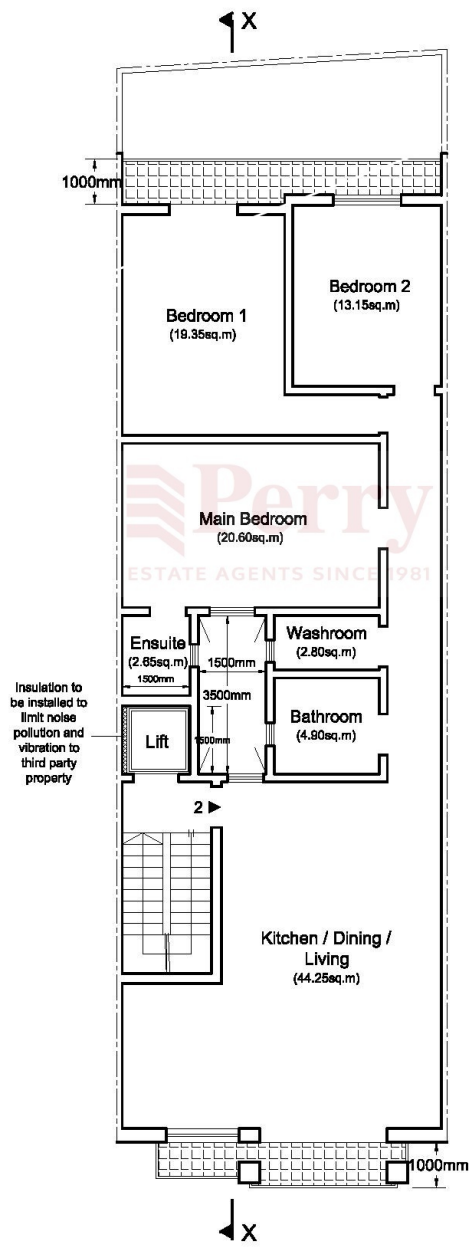 X
1000mm
Bedroom 1
(19.35sq.m)
Bedroom 2
(13.15sq.m)
Perry
ESTATE AGENTS SINCE 1981
Main Bedroom
(20.60sq.m)
Ensuite
(2.65sq.m)
1500mm
1500mm
3500mm
1500mm
Washroom
(2.80sq.m)
Bathroom
(4.90sq.m)
Insulation to
be installed to
limit noise
pollution and
vibration to
third party
property
Lift
2
Kitchen / Dining /
Living
(44.25sq.m)
1000mm
X